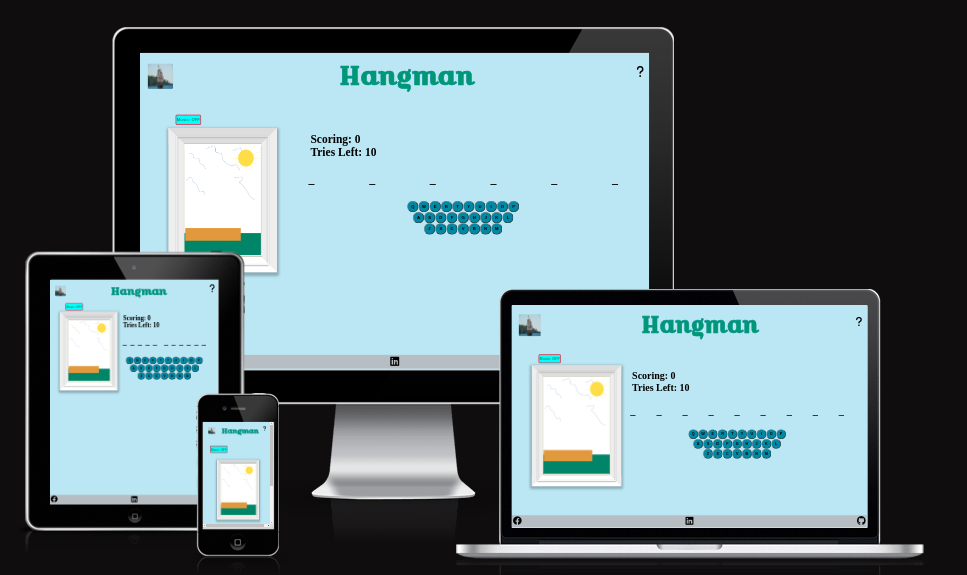 Hangman
?
Music: OFF
Scoring: 0
Tries Left: 10
_ _ _ _ _ _
Q W E R T Y U I O P
A S D F G H J K L
Z X C V B N M
Hangman
?
Scoring: 0
Tries Left: 10
_ _ _ _ _ _ _ _ _ _
Hangman
?
Hangman
?
Music: OFF
Scoring: 0
Tries Left: 10
_ _ _ _ _ _ _ _ _
Q W E R T Y U I O P
A S D F G H J K L
Z X C V B N M